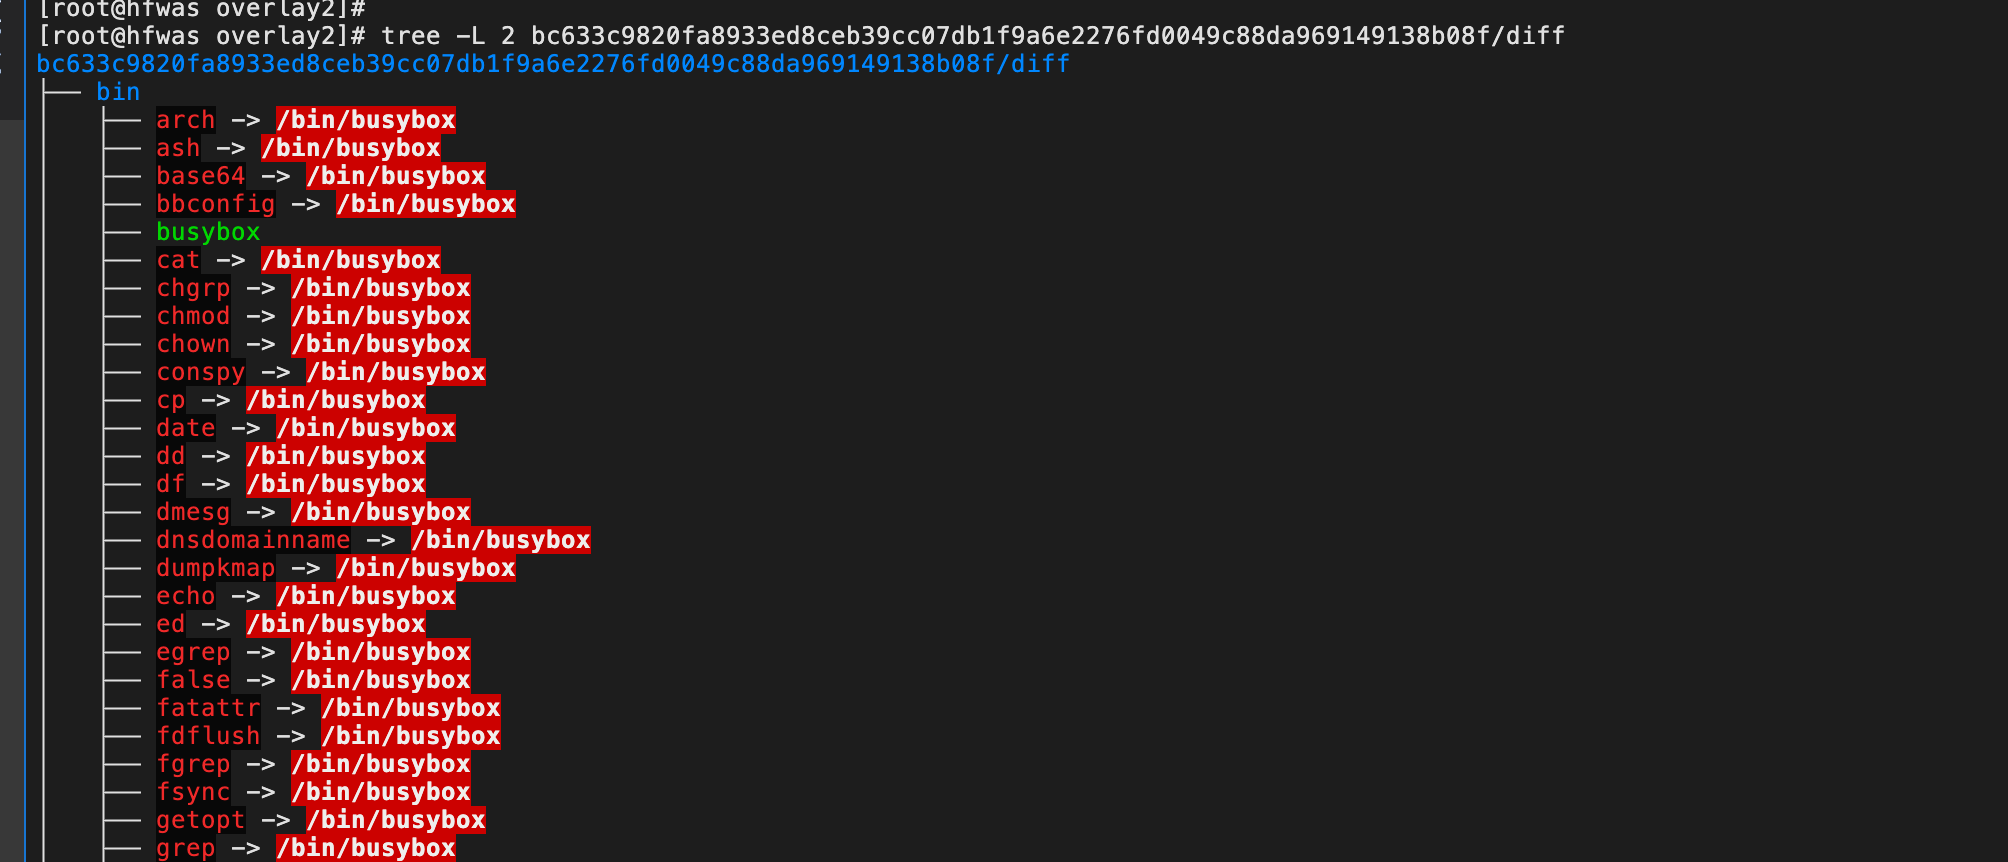 [root@hfwas overlay2]#
[root@hfwas overlay2]# tree -L 2 bc633c9820fa8933ed8ceb39cc07db1f9a6e2276fd0049c88da969149138b08f/diff
bc633c9820fa8933ed8ceb39cc07db1f9a6e2276fd0049c88da969149138b08f/diff
├── bin
│   ├── arch -> /bin/busybox
│   ├── ash -> /bin/busybox
│   ├── base64 -> /bin/busybox
│   ├── bbconfig -> /bin/busybox
│   ├── busybox
│   ├── cat -> /bin/busybox
│   ├── chgrp -> /bin/busybox
│   ├── chmod -> /bin/busybox
│   ├── chown -> /bin/busybox
│   ├── conspy -> /bin/busybox
│   ├── cp -> /bin/busybox
│   ├── date -> /bin/busybox
│   ├── dd -> /bin/busybox
│   ├── df -> /bin/busybox
│   ├── dmesg -> /bin/busybox
│   ├── dnsdomainname -> /bin/busybox
│   ├── dumpkmap -> /bin/busybox
│   ├── echo -> /bin/busybox
│   ├── ed -> /bin/busybox
│   ├── egrep -> /bin/busybox
│   ├── false -> /bin/busybox
│   ├── fatattr -> /bin/busybox
│   ├── fdflush -> /bin/busybox
│   ├── fgrep -> /bin/busybox
│   ├── fsync -> /bin/busybox
│   ├── getopt -> /bin/busybox
│   ├── grep -> /bin/busybox